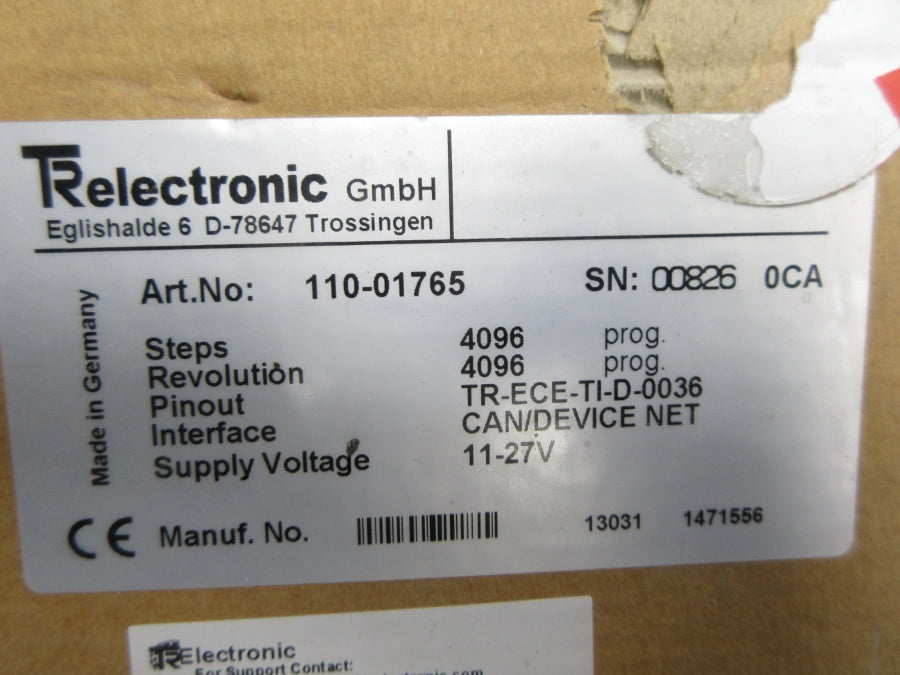 TRelectronic GmbH
Eglishalde 6 D-78647 Trossingen
Made in Germany
Art.No: 110-01765 SN: 00826 0CA
Steps 4096 prog.
Revolution 4096 prog.
Pinout TR-ECE-TI-D-0036
Interface CAN/DEVICE NET
Supply Voltage 11-27V
CE Manuf. No. 13031 1471556
TRElectronic
For Support Contact: